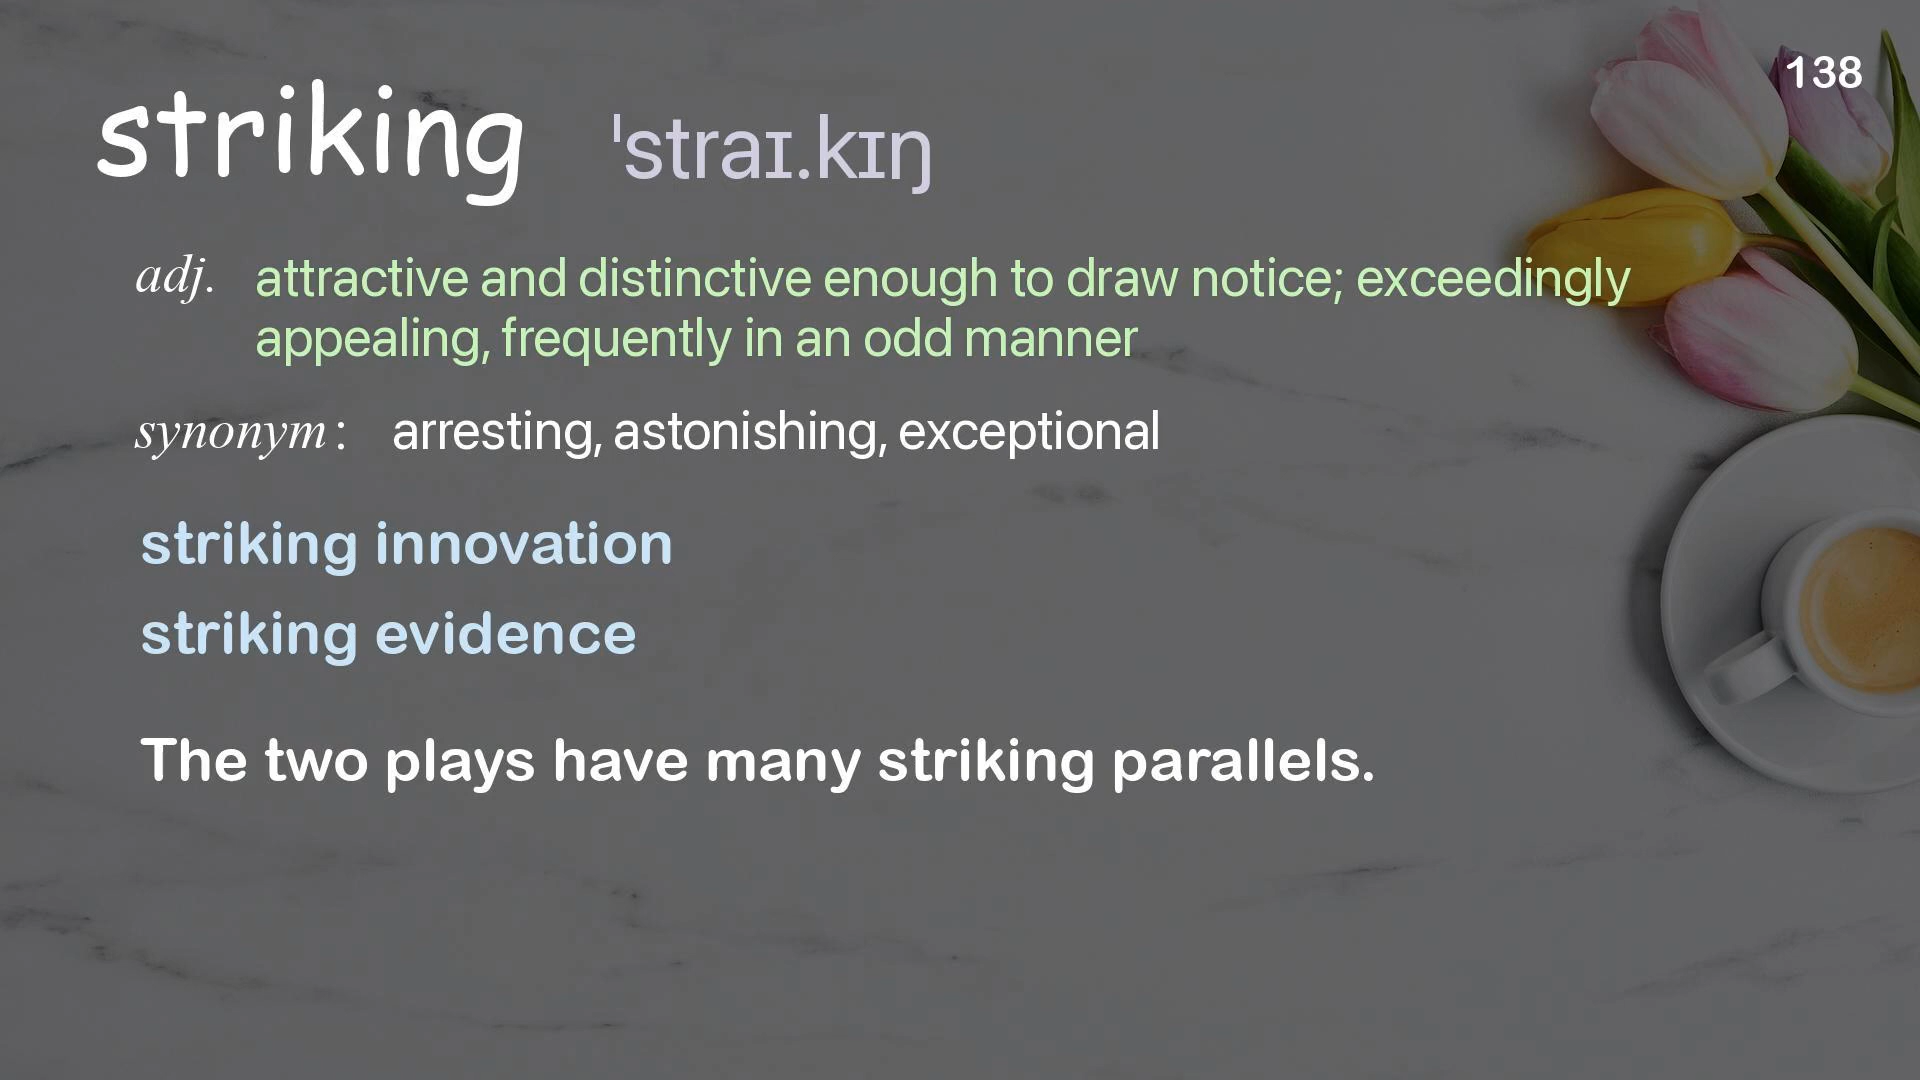 138
striking ˈstraɪ.kɪŋ
adj. attractive and distinctive enough to draw notice; exceedingly
appealing, frequently in an odd manner
synonym: arresting, astonishing, exceptional
striking innovation
striking evidence
The two plays have many striking parallels.